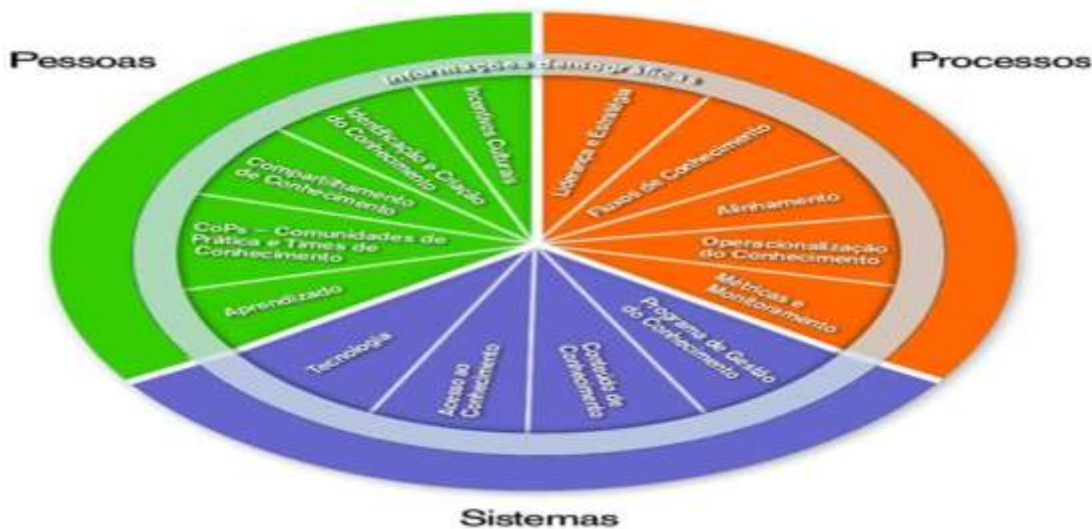 Pessoas
Processos
Informações demográficas
Incentivos Culturais
Identificação e Criação
do Conhecimento
Compartilhamento
de Conhecimento
CoPs – Comunidades de
Prática e Times de
Conhecimento
Aprendizado
Liderança e Estratégia
Fluxos de Conhecimento
Alinhamento
Operacionalização
do Conhecimento
Métricas e
Monitoramento
Programa de Gestão
do Conhecimento
Conteúdo de
Conhecimento
Acesso ao
Conhecimento
Tecnologia
Sistemas